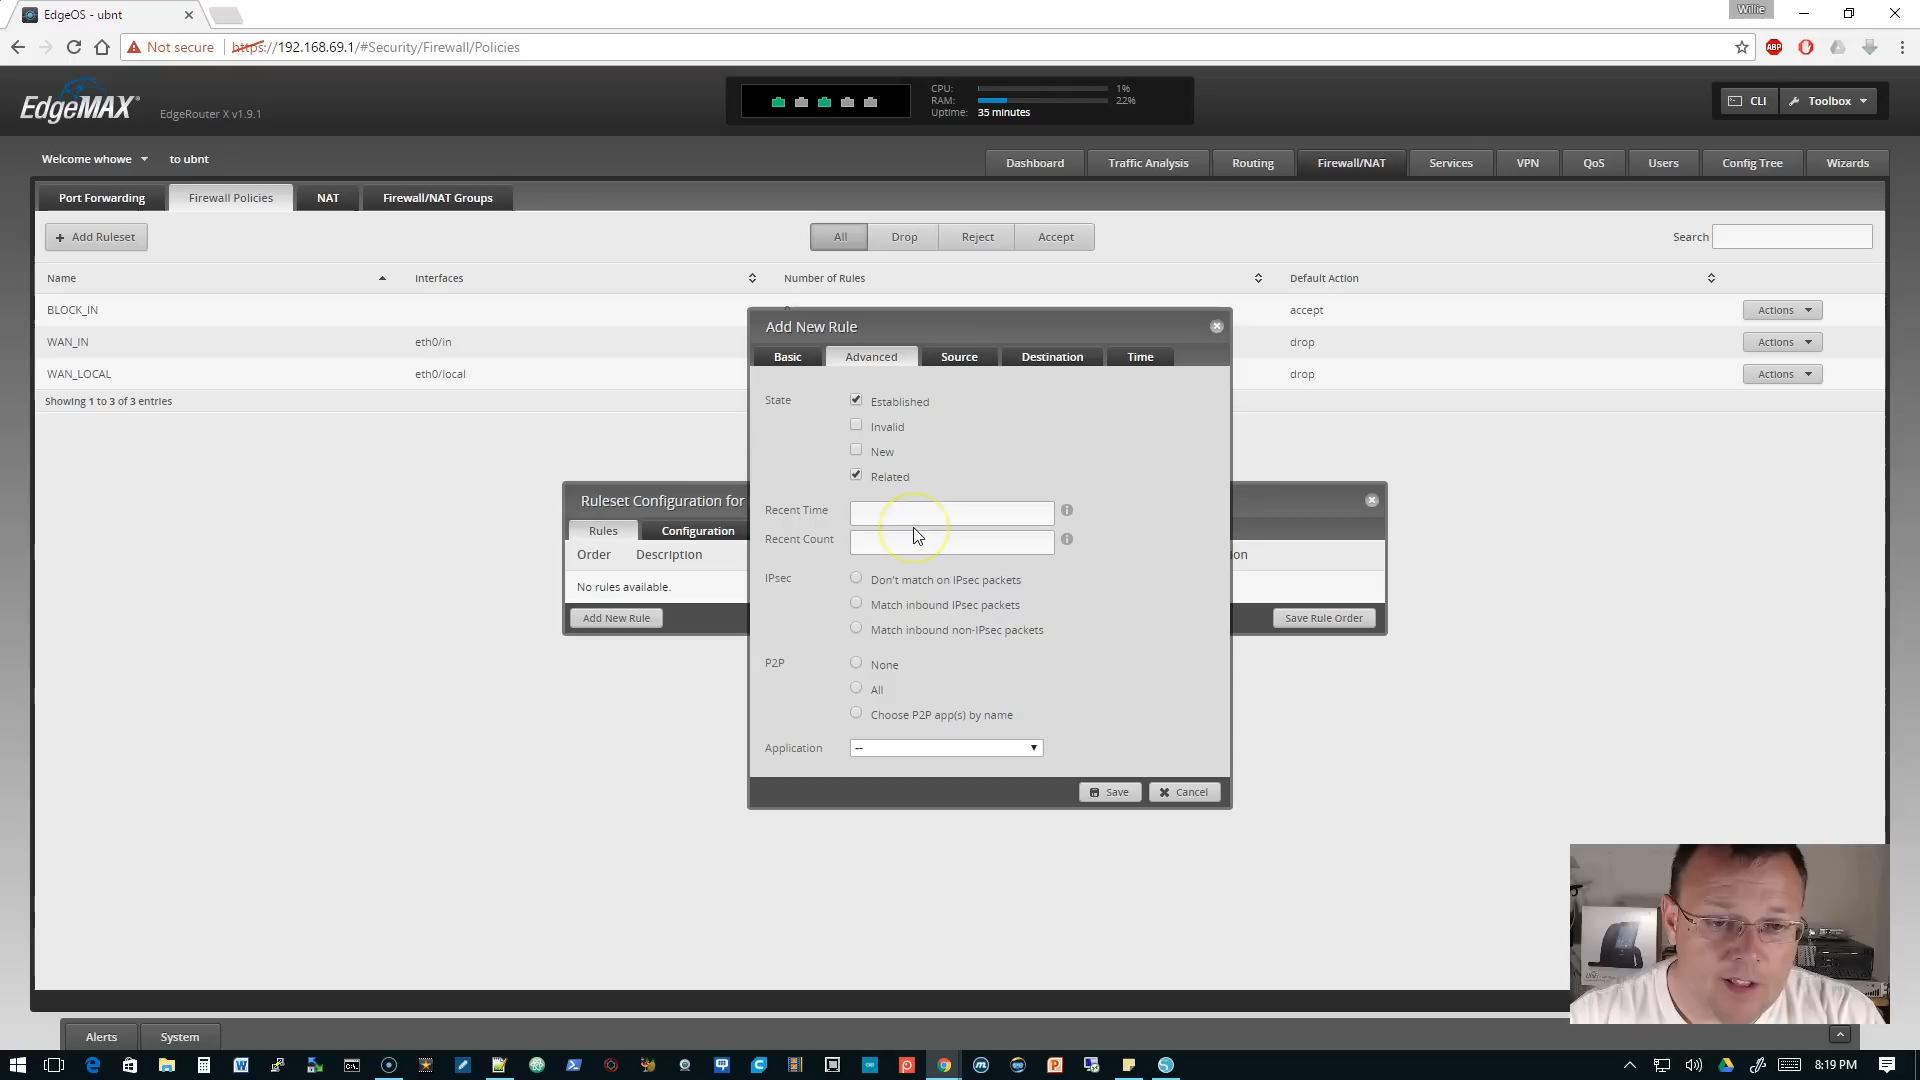 EdgeOS - ubnt
Willie
Not secure https://192.168.69.1/#Security/Firewall/Policies
ABP
EdgeMAX EdgeRouter X v1.9.1
CPU: 1%
RAM: 22%
Uptime: 35 minutes
CLI Toolbox
Welcome whowe to ubnt
Dashboard Traffic Analysis Routing Firewall/NAT Services VPN QoS Users Config Tree Wizards
Port Forwarding Firewall Policies NAT Firewall/NAT Groups
+ Add Ruleset All Drop Reject Accept Search
Name Interfaces Number of Rules Default Action
BLOCK_IN accept Actions
WAN_IN eth0/in drop Actions
WAN_LOCAL eth0/local drop Actions
Showing 1 to 3 of 3 entries
Add New Rule
Basic Advanced Source Destination Time
State Established
Invalid
New
Related
Recent Time
Recent Count
IPsec Don't match on IPsec packets
Match inbound IPsec packets
Match inbound non-IPsec packets
P2P None
All
Choose P2P app(s) by name
Application --
Save Cancel
Ruleset Configuration for
Rules Configuration
Order Description
No rules available.
Add New Rule Save Rule Order
Alerts System
8:19 PM